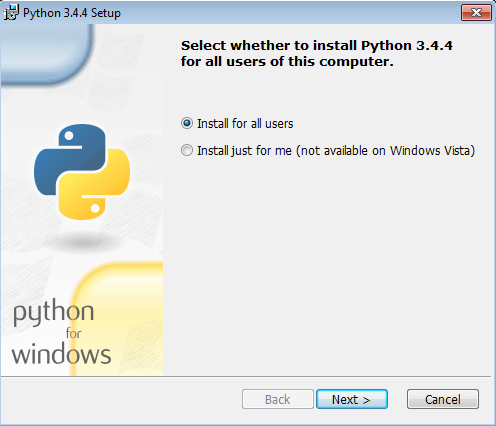 Python 3.4.4 Setup
Select whether to install Python 3.4.4
for all users of this computer.
Install for all users
Install just for me (not available on Windows Vista)
python
for
windows
Back
Next >
Cancel